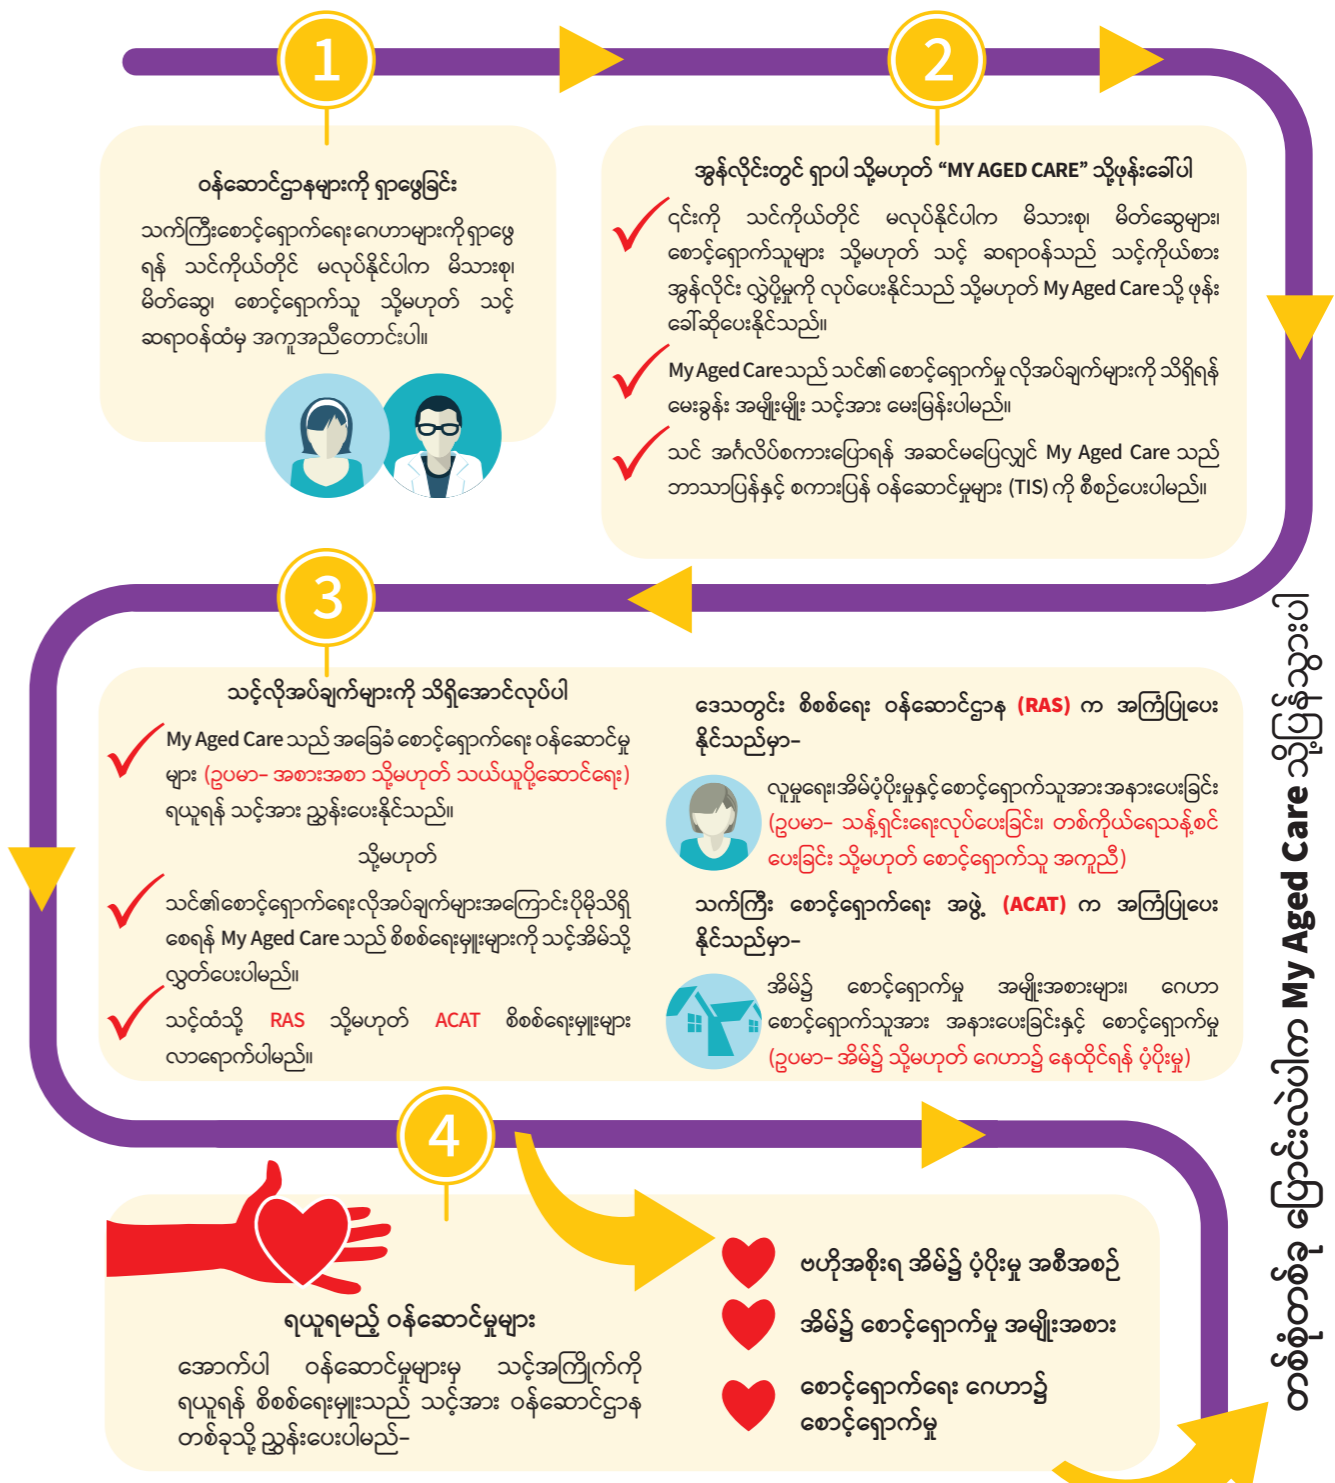 1
ဝန်ဆောင်ဌာနများကို ရှာဖွေခြင်း
သက်ကြီးစောင့်ရှောက်ရေးဂေဟာများကိုရှာဖွေ
ရန် သင်ကိုယ်တိုင် မလုပ်နိုင်ပါက မိသားစု၊
မိတ်ဆွေ၊ စောင့်ရှောက်သူ သို့မဟုတ် သင့်
ဆရာဝန်ထံမှ အကူအညီတောင်းပါ။
2
အွန်လိုင်းတွင် ရှာပါ သို့မဟုတ် “MY AGED CARE” သို့ဖုန်းခေါ်ပါ
၎င်းကို သင်ကိုယ်တိုင် မလုပ်နိုင်ပါက မိသားစု၊ မိတ်ဆွေများ၊
စောင့်ရှောက်သူများ သို့မဟုတ် သင့် ဆရာဝန်သည် သင့်ကိုယ်စား
အွန်လိုင်း လွှဲပို့မှုကို လုပ်ပေးနိုင်သည် သို့မဟုတ် My Aged Care သို့ ဖုန်း
ခေါ်ဆိုပေးနိုင်သည်။
My Aged Care သည် သင်၏ စောင့်ရှောက်မှု လိုအပ်ချက်များကို သိရှိရန်
မေးခွန်း အမျိုးမျိုး သင့်အား မေးမြန်းပါမည်။
သင် အင်္ဂလိပ်စကားပြောရန် အဆင်မပြေလျှင် My Aged Care သည်
ဘာသာပြန်နှင့် စကားပြန် ဝန်ဆောင်မှုများ (TIS) ကို စီစဉ်ပေးပါမည်။
3
သင့်လိုအပ်ချက်များကို သိရှိအောင်လုပ်ပါ
My Aged Care သည် အခြေခံ စောင့်ရှောက်ရေး ဝန်ဆောင်မှု
များ (ဥပမာ– အစားအစာ သို့မဟုတ် သယ်ယူပို့ဆောင်ရေး)
ရယူရန် သင့်အား ညွှန်းပေးနိုင်သည်။
သို့မဟုတ်
သင်၏စောင့်ရှောက်ရေးလိုအပ်ချက်များအကြောင်းပိုမိုသိရှိ
စေရန် My Aged Care သည် စိစစ်ရေးမှူးများကို သင့်အိမ်သို့
လွှတ်ပေးပါမည်။
သင့်ထံသို့ RAS သို့မဟုတ် ACAT စိစစ်ရေးမှူးများ
လာရောက်ပါမည်။
ဒေသတွင်း စိစစ်ရေး ဝန်ဆောင်ဌာန (RAS) က အကြံပြုပေး
နိုင်သည်မှာ–
လူမှုရေး၊အိမ်ပံ့ပိုးမှုနှင့်စောင့်ရှောက်သူအားအနားပေးခြင်း
(ဥပမာ– သန့်ရှင်းရေးလုပ်ပေးခြင်း၊ တစ်ကိုယ်ရေသန့်စင်
ပေးခြင်း သို့မဟုတ် စောင့်ရှောက်သူ အကူညီ)
သက်ကြီး စောင့်ရှောက်ရေး အဖွဲ့ (ACAT) က အကြံပြုပေး
နိုင်သည်မှာ–
အိမ်၌ စောင့်ရှောက်မှု အမျိုးအစားများ၊ ဂေဟာ
စောင့်ရှောက်သူအား အနားပေးခြင်းနှင့် စောင့်ရှောက်မှု
(ဥပမာ– အိမ်၌ သို့မဟုတ် ဂေဟာ၌ နေထိုင်ရန် ပံ့ပိုးမှု)
4
ရယူရမည့် ဝန်ဆောင်မှုများ
အောက်ပါ ဝန်ဆောင်မှုများမှ သင့်အကြိုက်ကို
ရယူရန် စိစစ်ရေးမှူးသည် သင့်အား ဝန်ဆောင်ဌာန
တစ်ခုသို့ ညွှန်းပေးပါမည်–
ဗဟိုအစိုးရ အိမ်၌ ပံ့ပိုးမှု အစီအစဉ်
အိမ်၌ စောင့်ရှောက်မှု အမျိုးအစား
စောင့်ရှောက်ရေး ဂေဟာ၌
စောင့်ရှောက်မှု
တစ်စုံတစ်ခု ပြောင်းလဲပါက My Aged Care သို့ပြန်သွားပါ